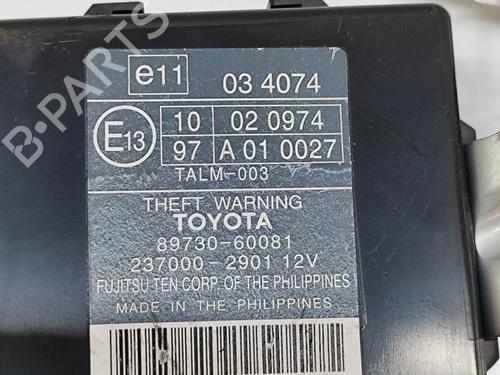 e11 03 4074
E13 10 02 0974
97 A 01 0027
TALM-003
THEFT WARNING
TOYOTA
89730-60081
237000-2901 12V
FUJITSU TEN CORP. OF THE PHILIPPINES
MADE IN THE PHILIPPINES